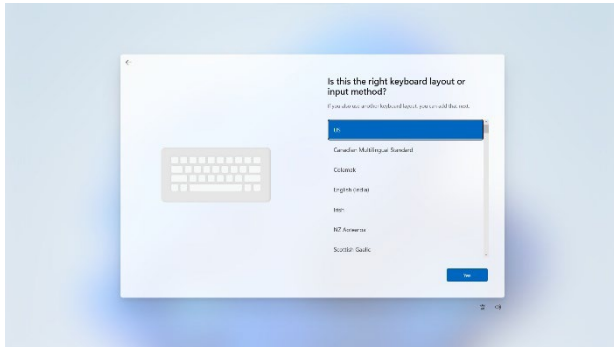 Is this the right keyboard layout or
input method?
If you also use another keyboard layout, you can add that next.
US
Canadian Multilingual Standard
Colemak
English (India)
Irish
NZ Aotearoa
Scottish Gaelic
Yes